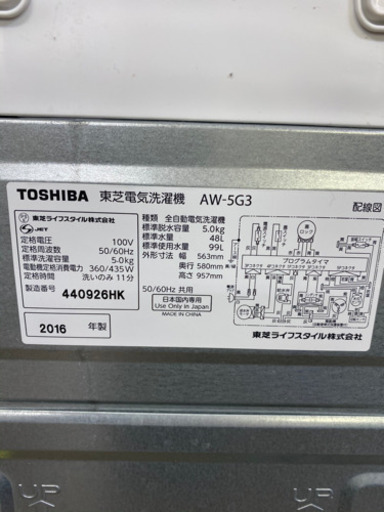 TOSHIBA 東芝電気洗濯機 AW-5G3
配線図
東芝ライフスタイル株式会社
JET
定格電圧 100V
定格周波数 50/60Hz
標準洗濯容量 5.0kg
電動機定格消費電力 360/435W
定格時間 洗いのみ 11分
製造番号 440926HK
2016 年製
種類 全自動電気洗濯機
標準脱水容量 5.0kg
標準水量 48L
標準使用水量 99L
外形寸法 幅 563mm
奥行 580mm
高さ 957mm
50/60Hz 共用
日本国内専用
Use Only in Japan
MADE IN CHINA
ロック
プログラムタイマ
東芝ライフスタイル株式会社
UP
UP